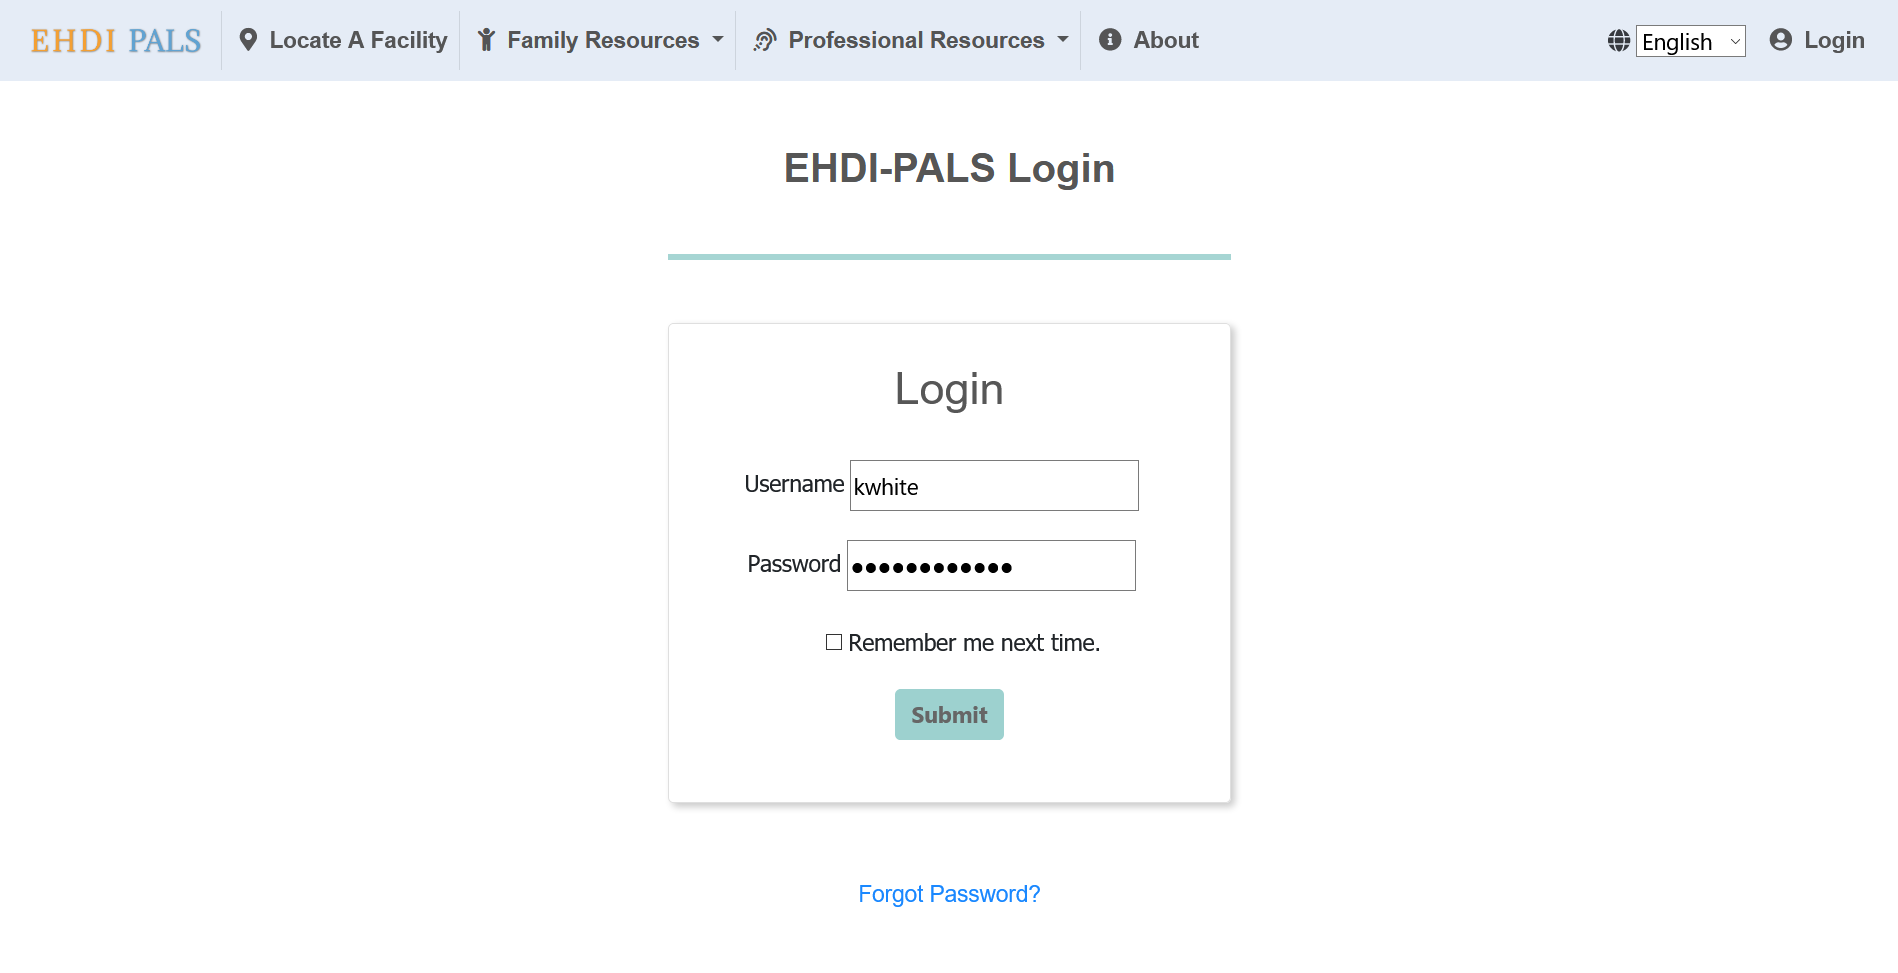 EHDI PALS Locate A Facility Family Resources Professional Resources About English Login
EHDI-PALS Login
Login
Username kwhite
Password ••••••••••••
Remember me next time.
Submit
Forgot Password?